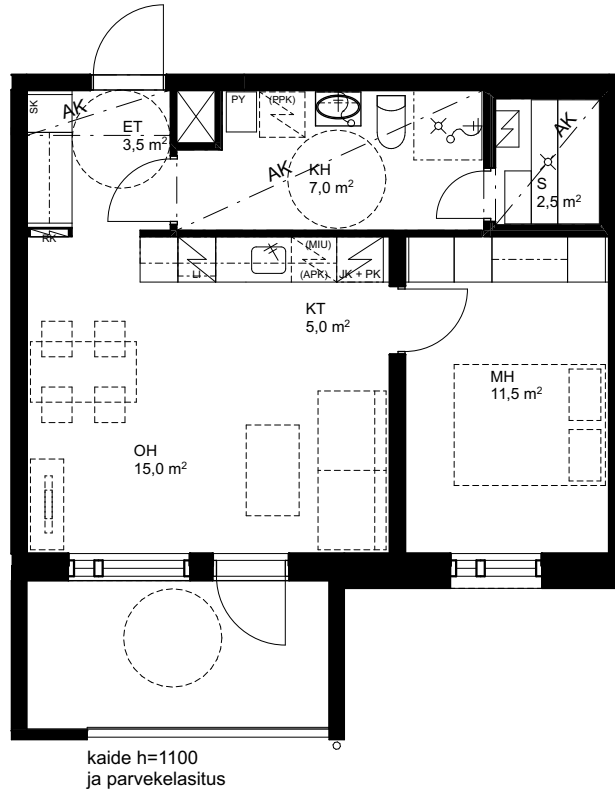 SK
AK
ET
3,5 m²
PY
(PPK)
AK
KH
7,0 m²
AK
S
2,5 m²
RK
LI
(MIU)
(APK)
JK + PK
KT
5,0 m²
MH
11,5 m²
OH
15,0 m²
kaide h=1100
ja parvekelasitus